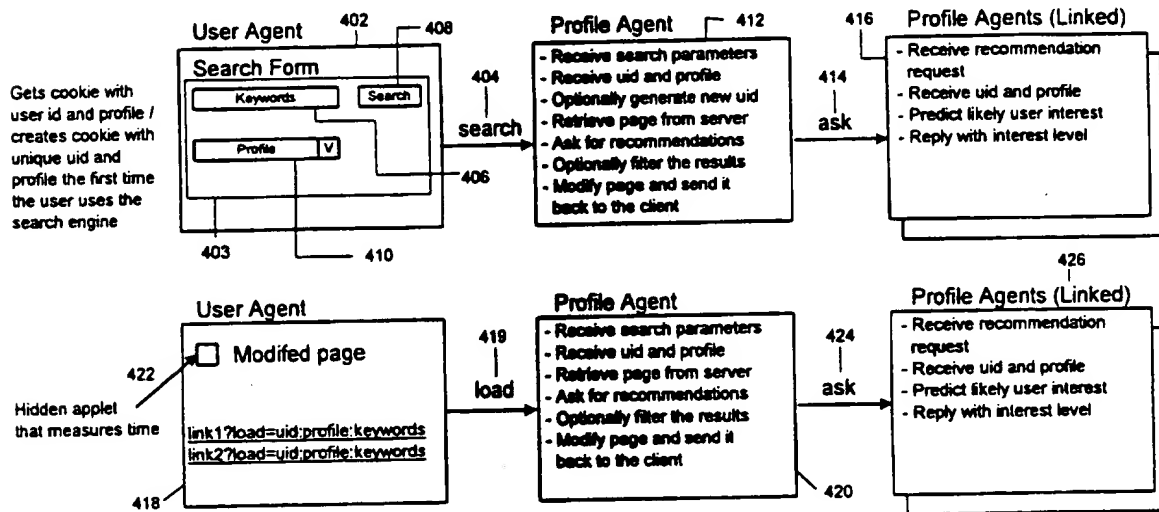 User Agent
402
408
Search Form
Keywords
Search
Profile
V
Gets cookie with
user id and profile /
creates cookie with
unique uid and
profile the first time
the user uses the
search engine
403
410
406
404
search
Profile Agent
412
- Receive search parameters
- Receive uid and profile
- Optionally generate new uid
- Retrieve page from server
- Ask for recommendations
- Optionally filter the results
- Modify page and send it
back to the client
414
ask
416
Profile Agents (Linked)
- Receive recommendation
request
- Receive uid and profile
- Predict likely user interest
- Reply with interest level
User Agent
Modifed page
422
Hidden applet
that measures time
link1?load=uid:profile:keywords
link2?load=uid:profile:keywords
418
419
load
Profile Agent
- Receive search parameters
- Receive uid and profile
- Retrieve page from server
- Ask for recommendations
- Optionally filter the results
- Modify page and send it
back to the client
420
424
ask
426
Profile Agents (Linked)
- Receive recommendation
request
- Receive uid and profile
- Predict likely user interest
- Reply with interest level